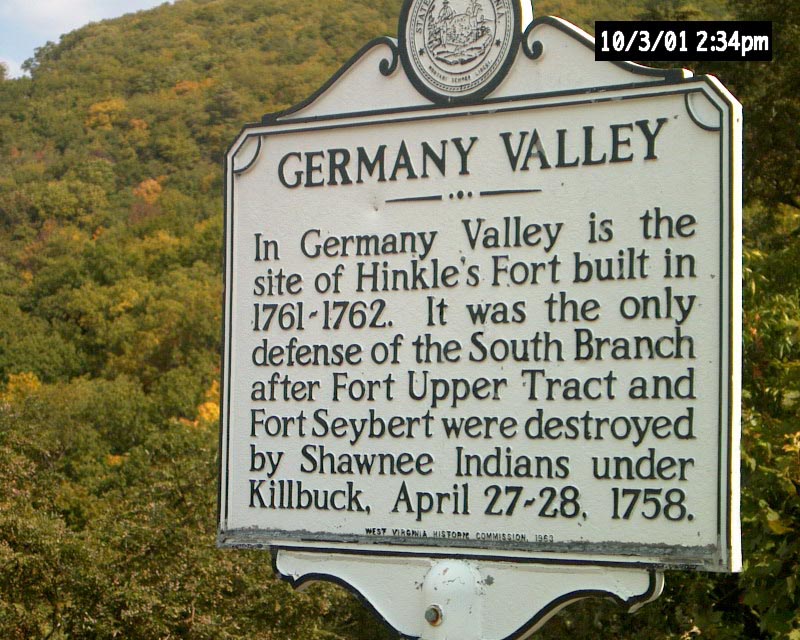 10/3/01 2:34pm
GERMANY VALLEY
In Germany Valley is the
site of Hinkle's Fort built in
1761-1762. It was the only
defense of the South Branch
after Fort Upper Tract and
Fort Seybert were destroyed
by Shawnee Indians under
Killbuck, April 27-28, 1758.
WEST VIRGINIA HISTORIC COMMISSION, 1963